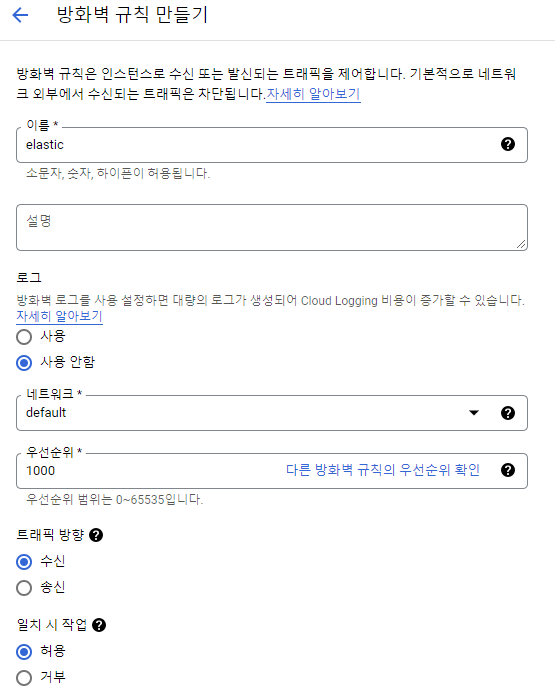 방화벽 규칙 만들기
방화벽 규칙은 인스턴스로 수신 또는 발신되는 트래픽을 제어합니다. 기본적으로 네트워
크 외부에서 수신되는 트래픽은 차단됩니다.자세히 알아보기
이름 *
elastic
소문자, 숫자, 하이픈이 허용됩니다.
설명
로그
방화벽 로그를 사용 설정하면 대량의 로그가 생성되어 Cloud Logging 비용이 증가할 수 있습니다.
자세히 알아보기
사용
사용 안함
네트워크 *
default
우선순위 *
1000 다른 방화벽 규칙의 우선순위 확인
우선순위 범위는 0~65535입니다.
트래픽 방향
수신
송신
일치 시 작업
허용
거부